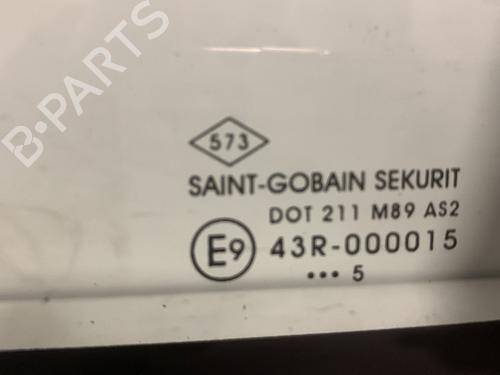 B-PARTS
573
SAINT-GOBAIN SEKURIT
DOT 211 M89 AS2
E9 43R-000015
••• 5